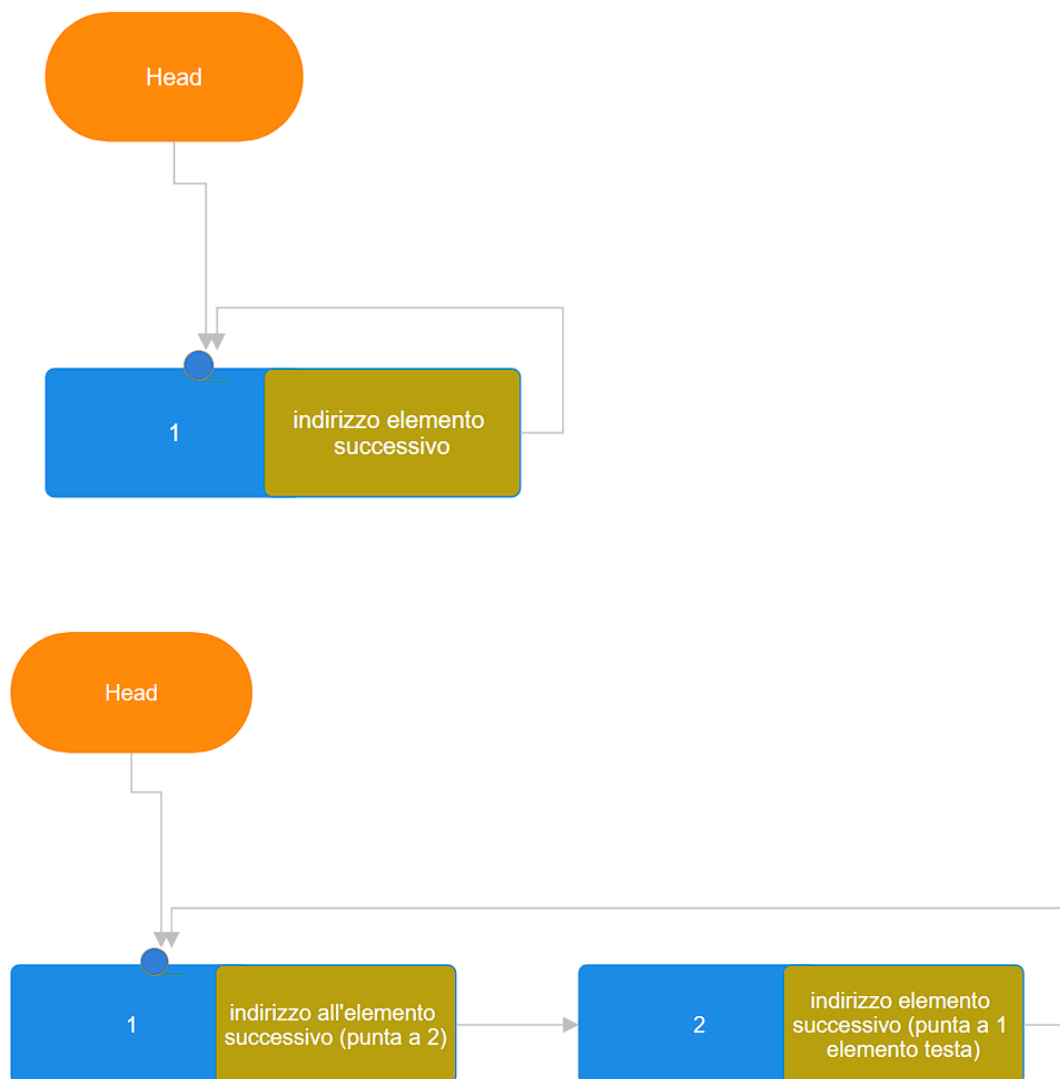 Head
1
indirizzo elemento
successivo
Head
1
indirizzo all'elemento
successivo (punta a 2)
2
indirizzo elemento
successivo (punta a 1
elemento testa)